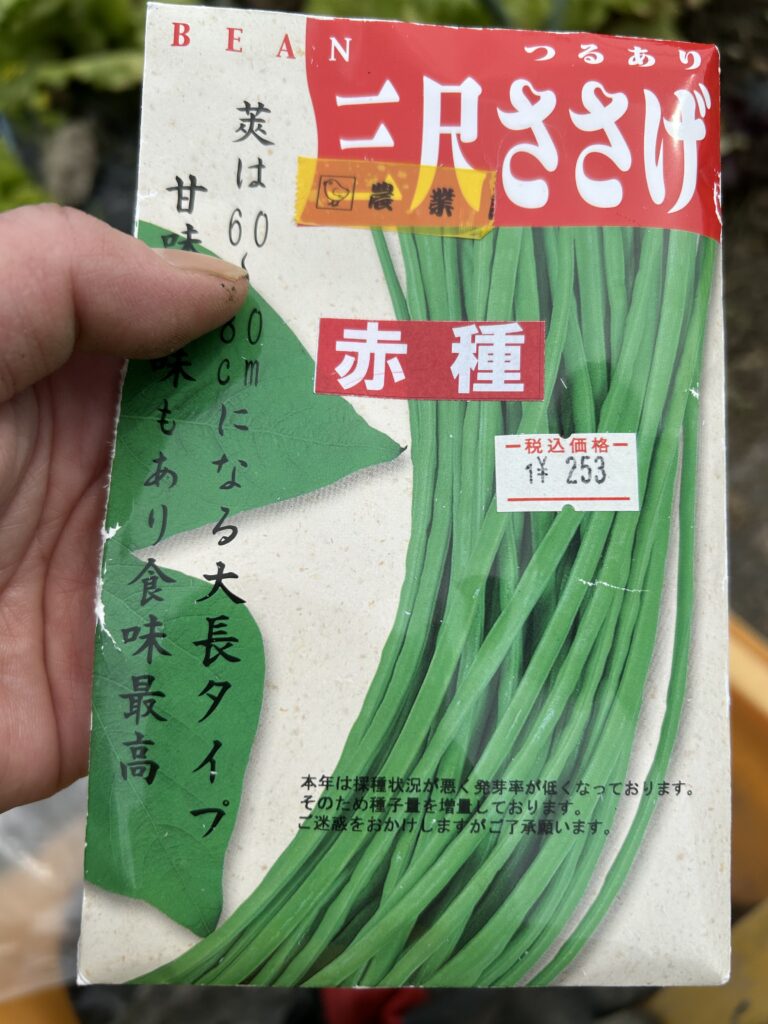 BEAN
つるあり
三尺ささげ
農業
莢は60〜80cmになる大長タイプ
甘味 味もあり食味最高
赤種
税込価格
1¥ 253
本年は採種状況が悪く発芽率が低くなっております。
そのため種子量を増量しております。
ご迷惑をおかけしますがご了承願います。